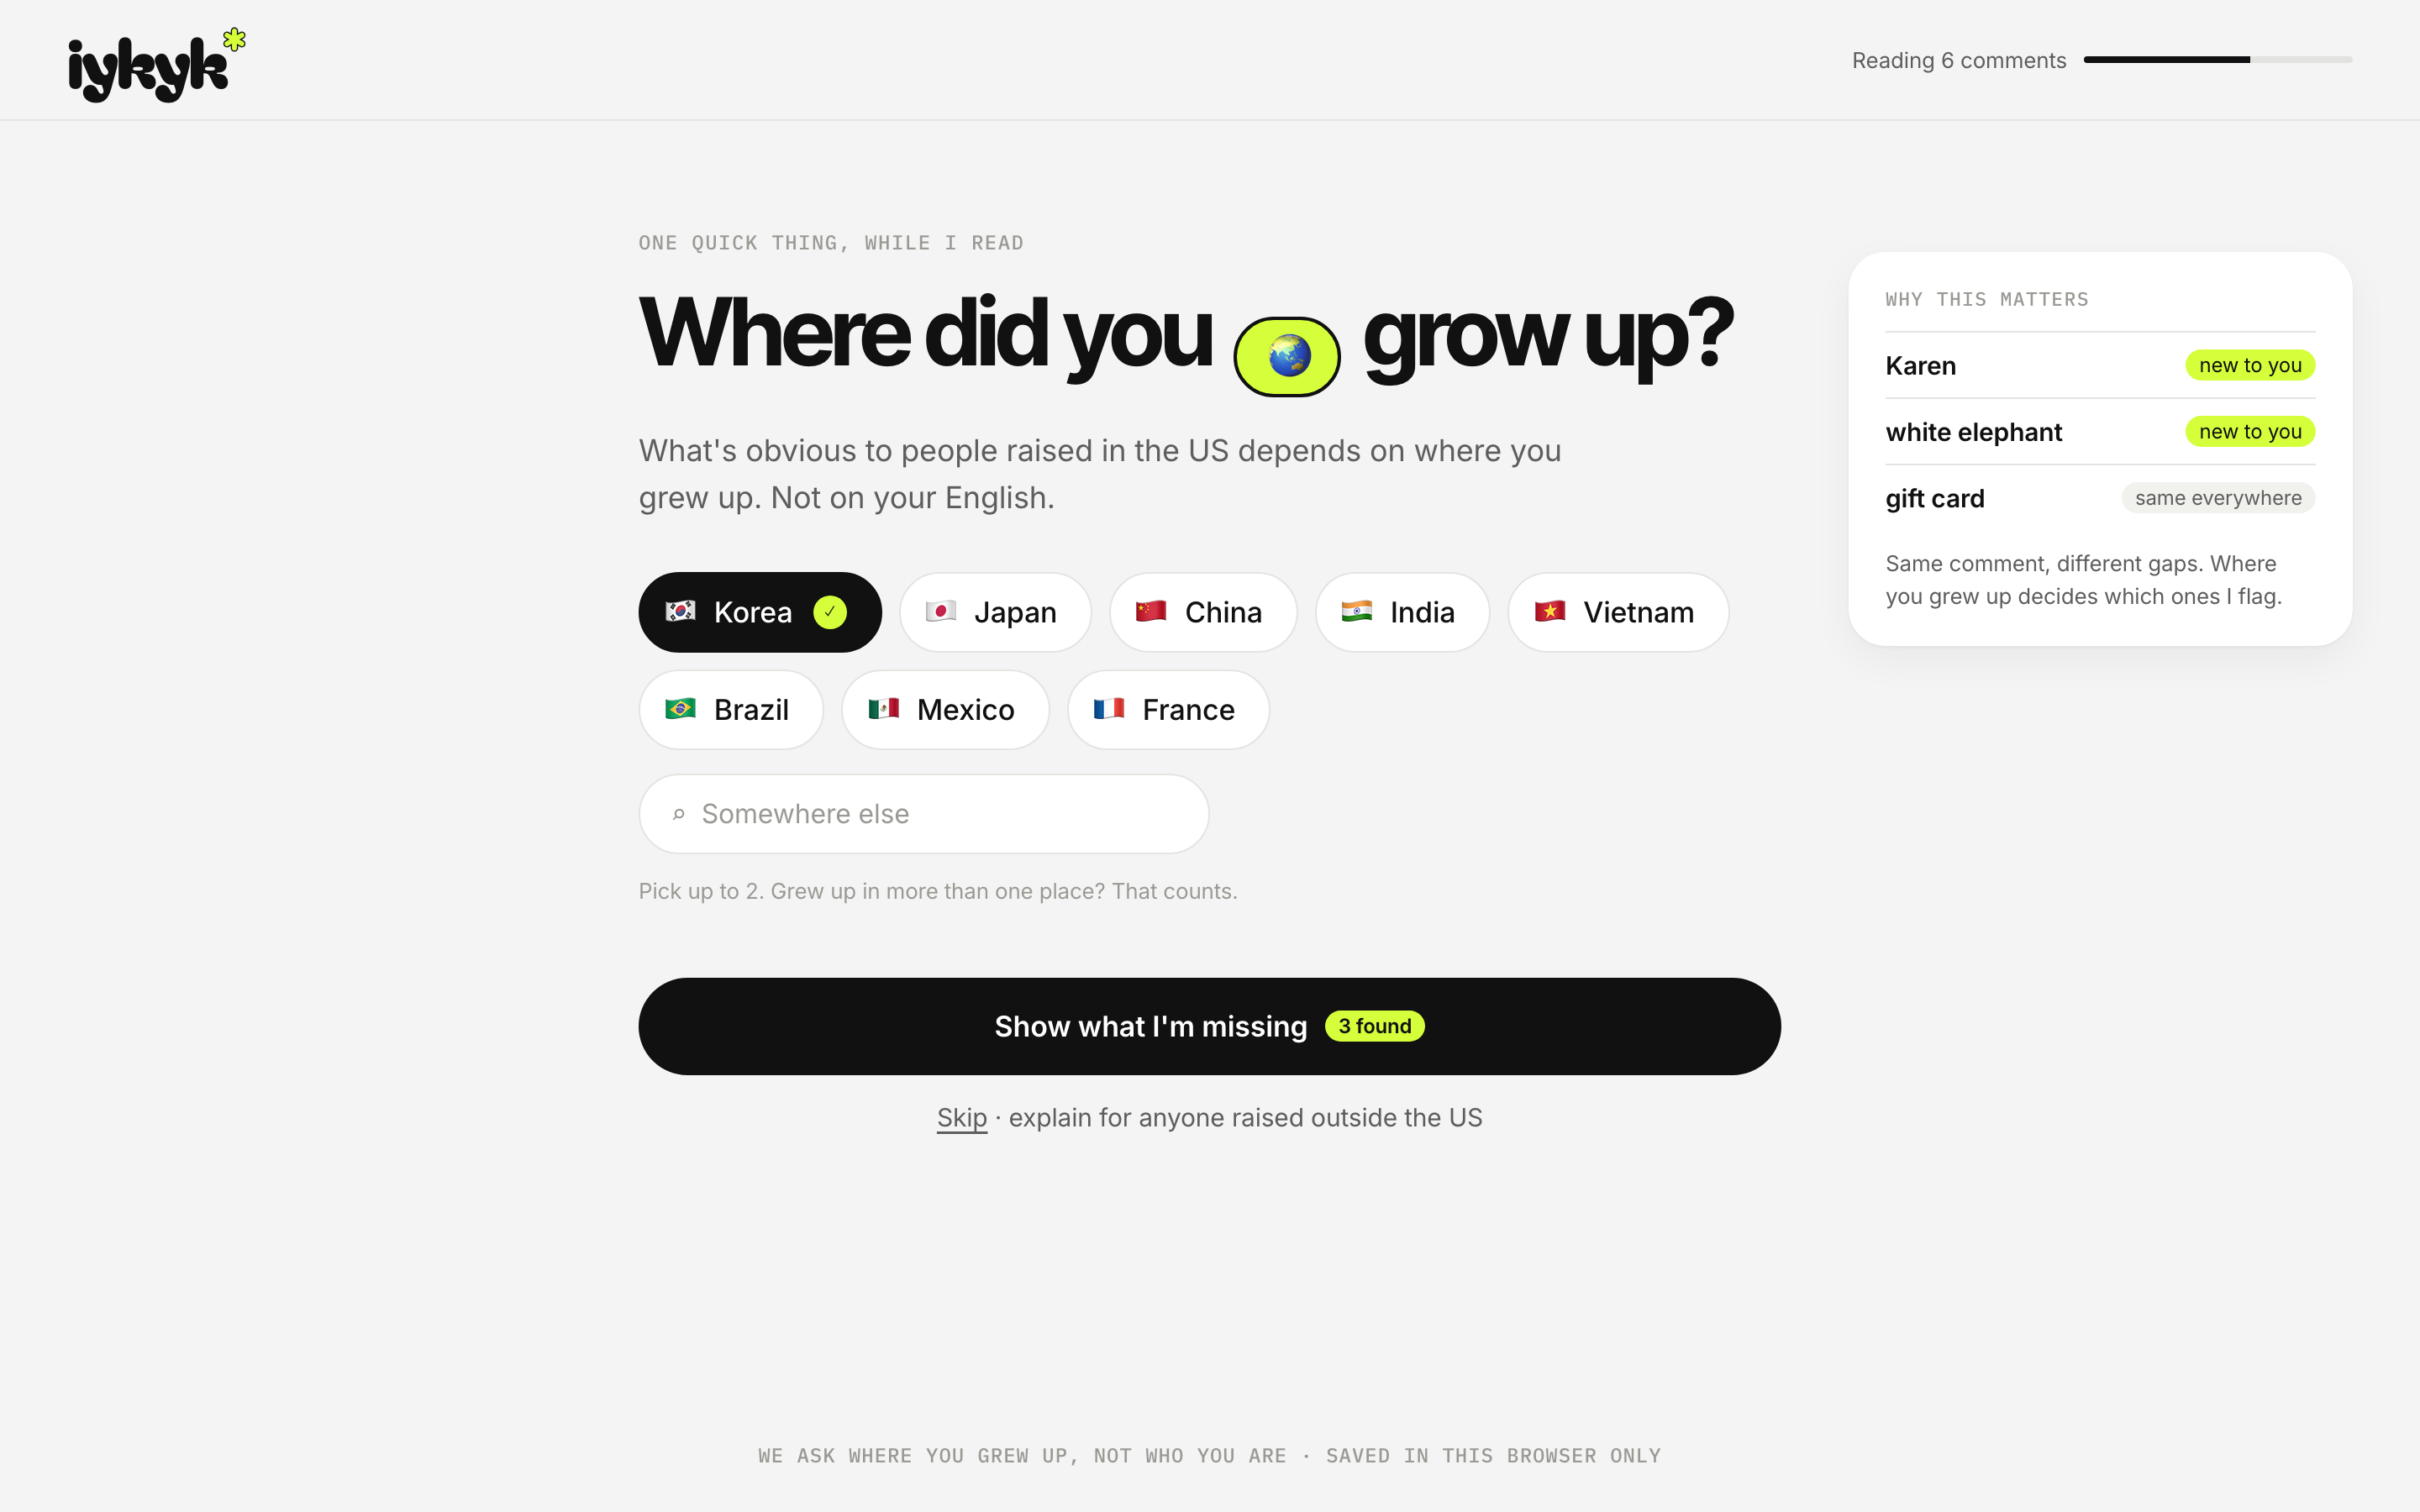 iykyk*
Reading 6 comments
ONE QUICK THING, WHILE I READ
Where did you grow up?
What's obvious to people raised in the US depends on where you
grew up. Not on your English.
Korea ✓
Japan
China
India
Vietnam
Brazil
Mexico
France
Somewhere else
Pick up to 2. Grew up in more than one place? That counts.
Show what I'm missing 3 found
Skip · explain for anyone raised outside the US
WHY THIS MATTERS
Karen new to you
white elephant new to you
gift card same everywhere
Same comment, different gaps. Where
you grew up decides which ones I flag.
WE ASK WHERE YOU GREW UP, NOT WHO YOU ARE · SAVED IN THIS BROWSER ONLY